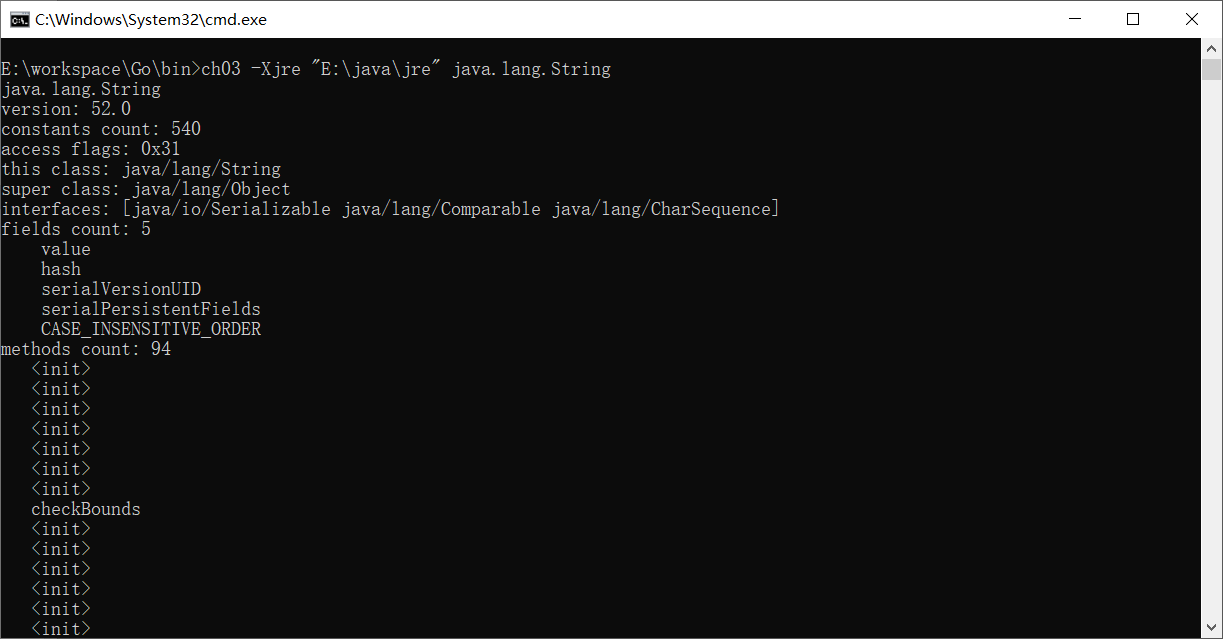 C:\Windows\System32\cmd.exe
E:\workspace\Go\bin>ch03 -Xjre "E:\java\jre" java.lang.String
java.lang.String
version: 52.0
constants count: 540
access flags: 0x31
this class: java/lang/String
super class: java/lang/Object
interfaces: [java/io/Serializable java/lang/Comparable java/lang/CharSequence]
fields count: 5
    value
    hash
    serialVersionUID
    serialPersistentFields
    CASE_INSENSITIVE_ORDER
methods count: 94
   <init>
   <init>
   <init>
   <init>
   <init>
   <init>
   <init>
   checkBounds
   <init>
   <init>
   <init>
   <init>
   <init>
   <init>